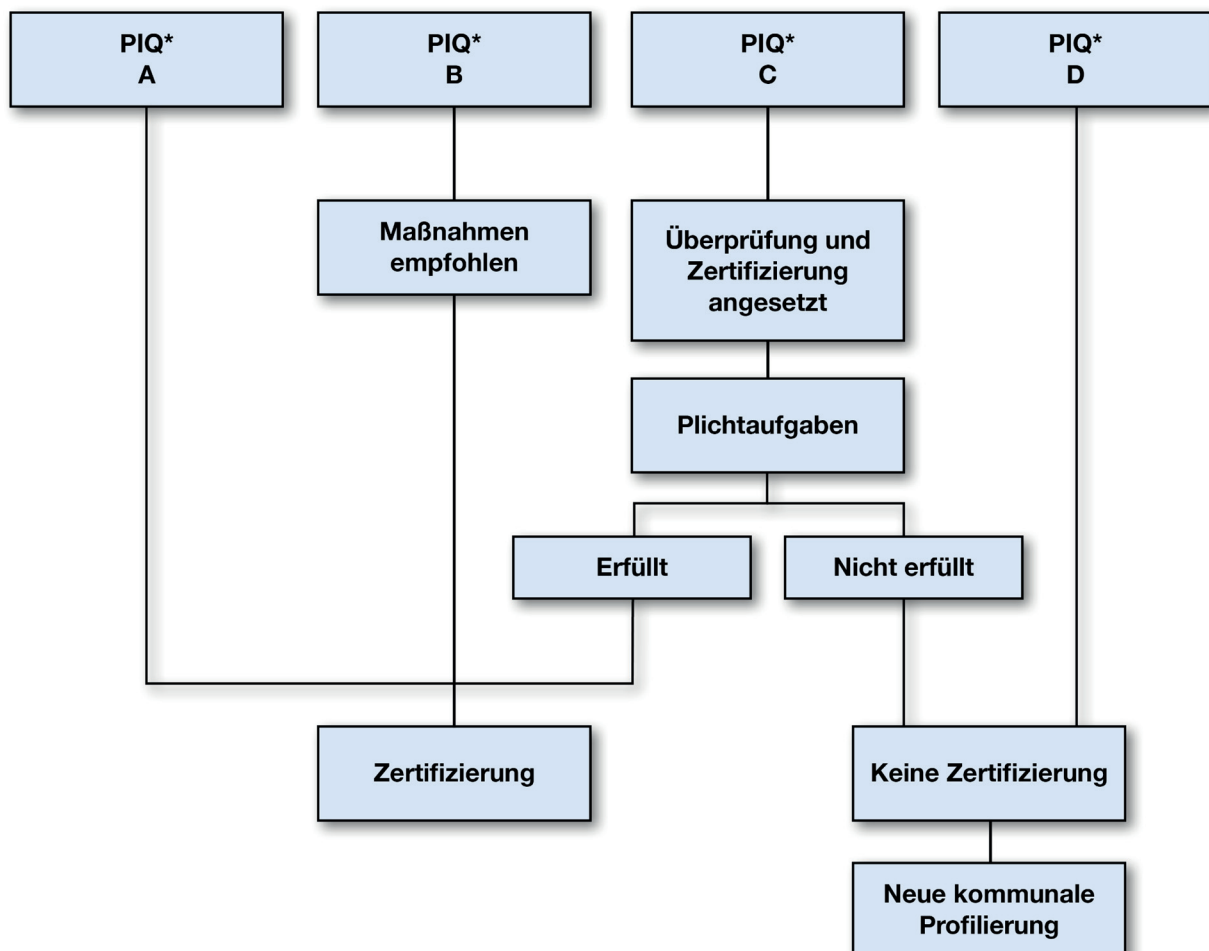 PIQ*
A
PIQ*
B
PIQ*
C
PIQ*
D
Maßnahmen
empfohlen
Überprüfung und
Zertifizierung
angesetzt
Plichtaufgaben
Erfüllt
Nicht erfüllt
Zertifizierung
Keine Zertifizierung
Neue kommunale
Profilierung